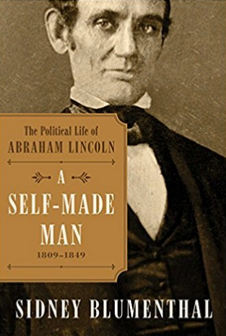 The Political Life of
ABRAHAM LINCOLN
A
SELF-MADE
MAN
1809–1849
SIDNEY BLUMENTHAL